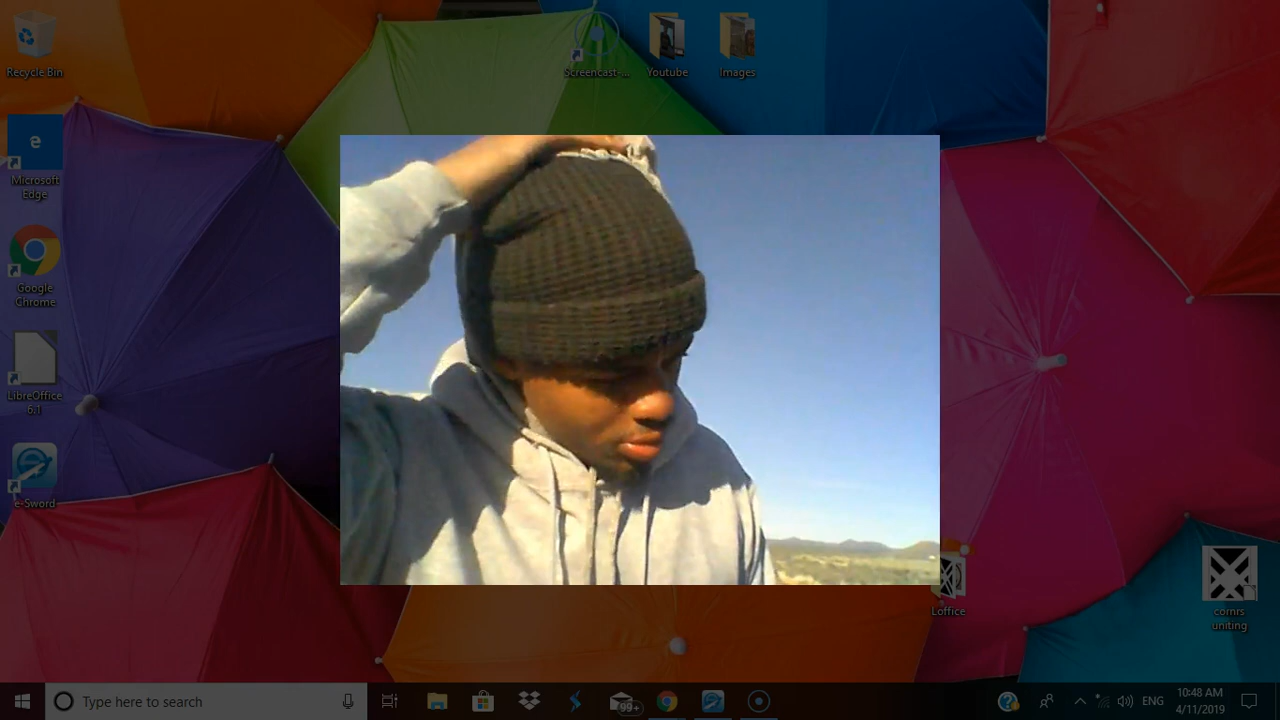 Recycle Bin
Screencast-...
Youtube
Images
Microsoft
Edge
Google
Chrome
LibreOffice
6.1
e-Sword
Loffice
cornrs
uniting
Type here to search
99+
ENG
10:48 AM
4/11/2019